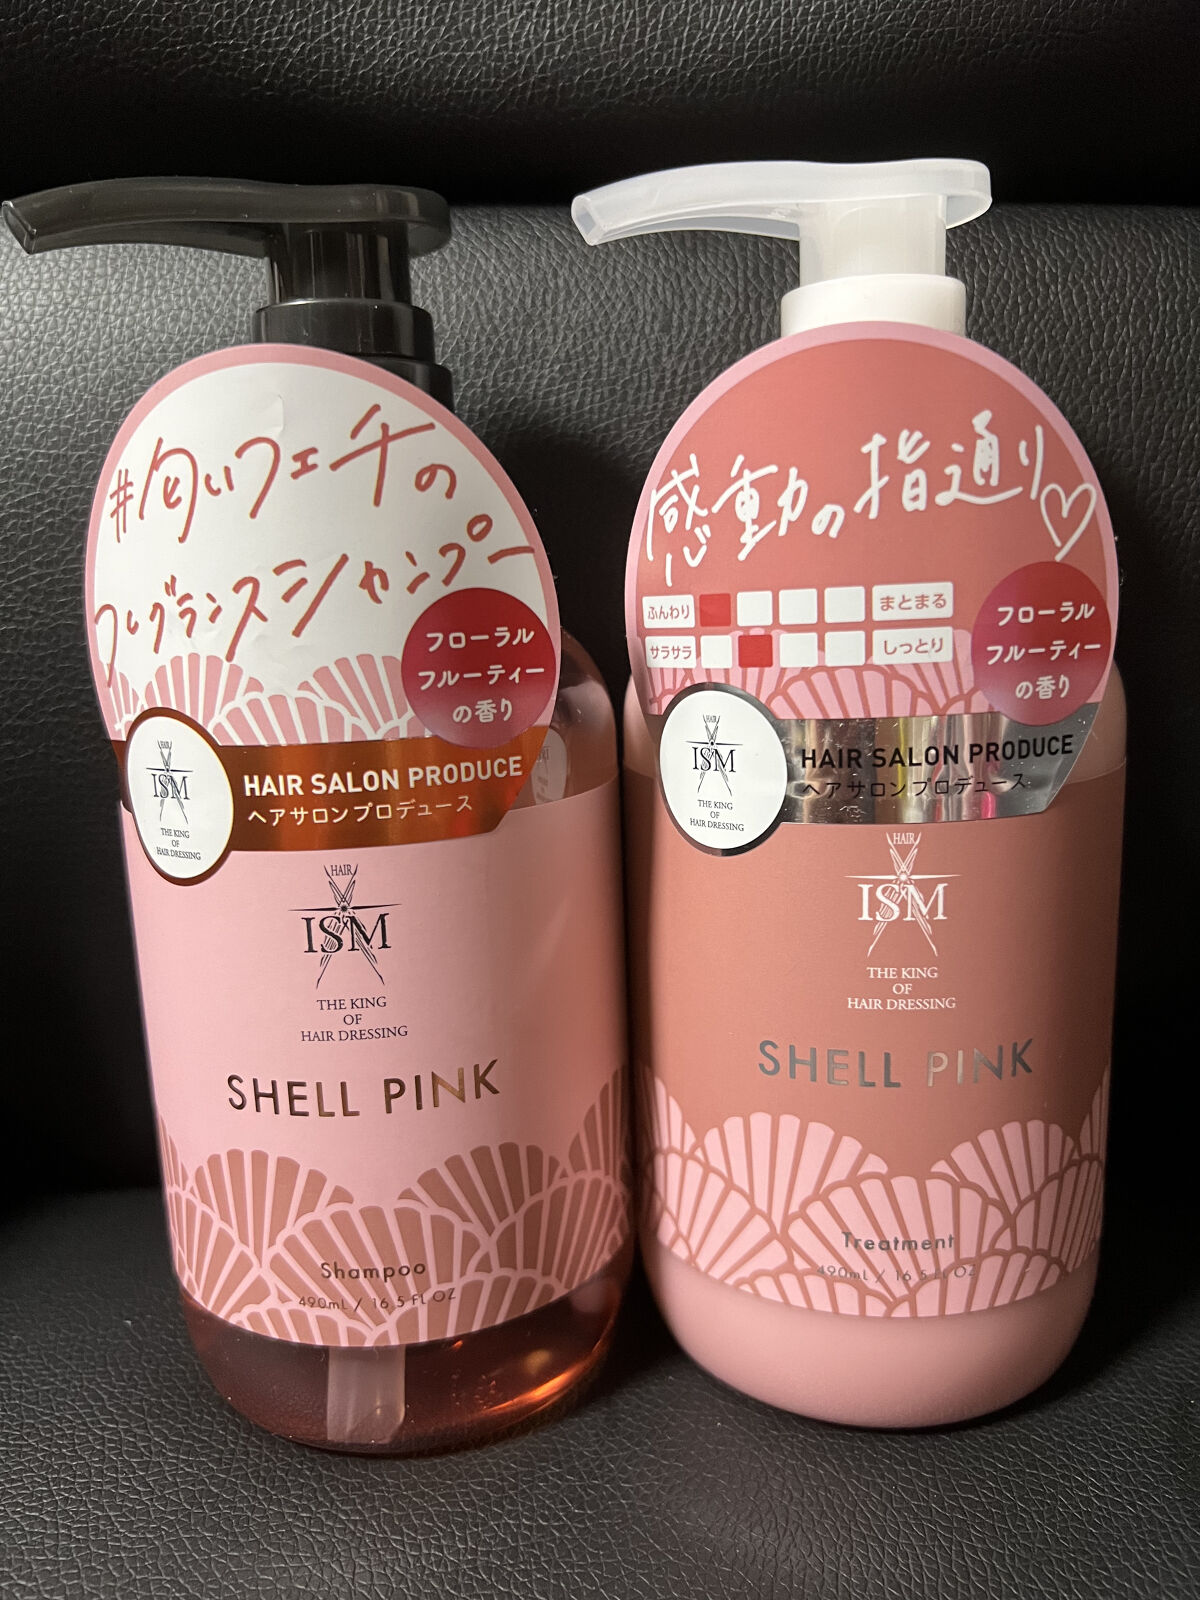 #匂いフェチの
フレグランスシャンプー
フローラル
フルーティー
の香り
HAIR
ISM
THE KING
OF
HAIR DRESSING
HAIR SALON PRODUCE
ヘアサロンプロデュース
HAIR
ISM
THE KING
OF
HAIR DRESSING
SHELL PINK
Shampoo
490mL / 16.5 FL OZ
感動の指通り♡
ふんわり まとまる
サラサラ しっとり
フローラル
フルーティー
の香り
HAIR
ISM
THE KING
OF
HAIR DRESSING
HAIR SALON PRODUCE
ヘアサロンプロデュース
HAIR
ISM
THE KING
OF
HAIR DRESSING
SHELL PINK
Treatment
490mL / 16.5 FL OZ